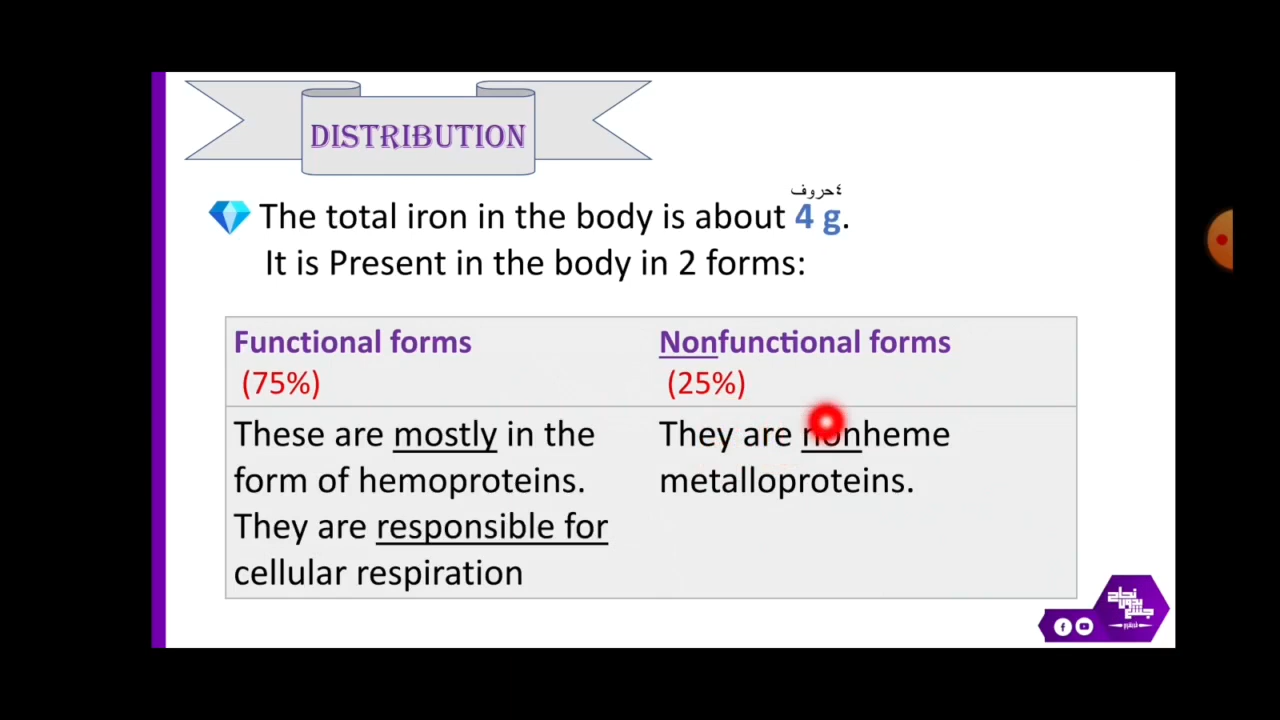 DISTRIBUTION
٤حروف
The total iron in the body is about 4 g.
It is Present in the body in 2 forms:
Functional forms
(75%)
Nonfunctional forms
(25%)
These are mostly in the
form of hemoproteins.
They are responsible for
cellular respiration
They are nonheme
metalloproteins.